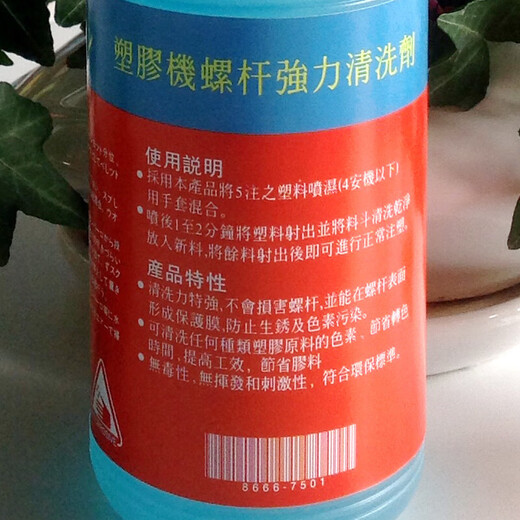 塑膠機螺杆強力清洗劑
使用説明
•採用本產品將5注之塑料噴濕(4安機以下)
用手套混合。
•噴後1至2分鐘將塑料射出並將料斗清洗乾淨
放入新料,將餘料射出後即可進行正常注塑。
產品特性
•清洗力特強,不會損害螺杆,並能在螺杆表面
形成保護膜,防止生銹及色素污染。
•可清洗任何種類塑膠原料的色素、節省轉色
時間,提高工效,節省膠料
•無毒性,無揮發和刺激性,符合環保標準。
8666-7501